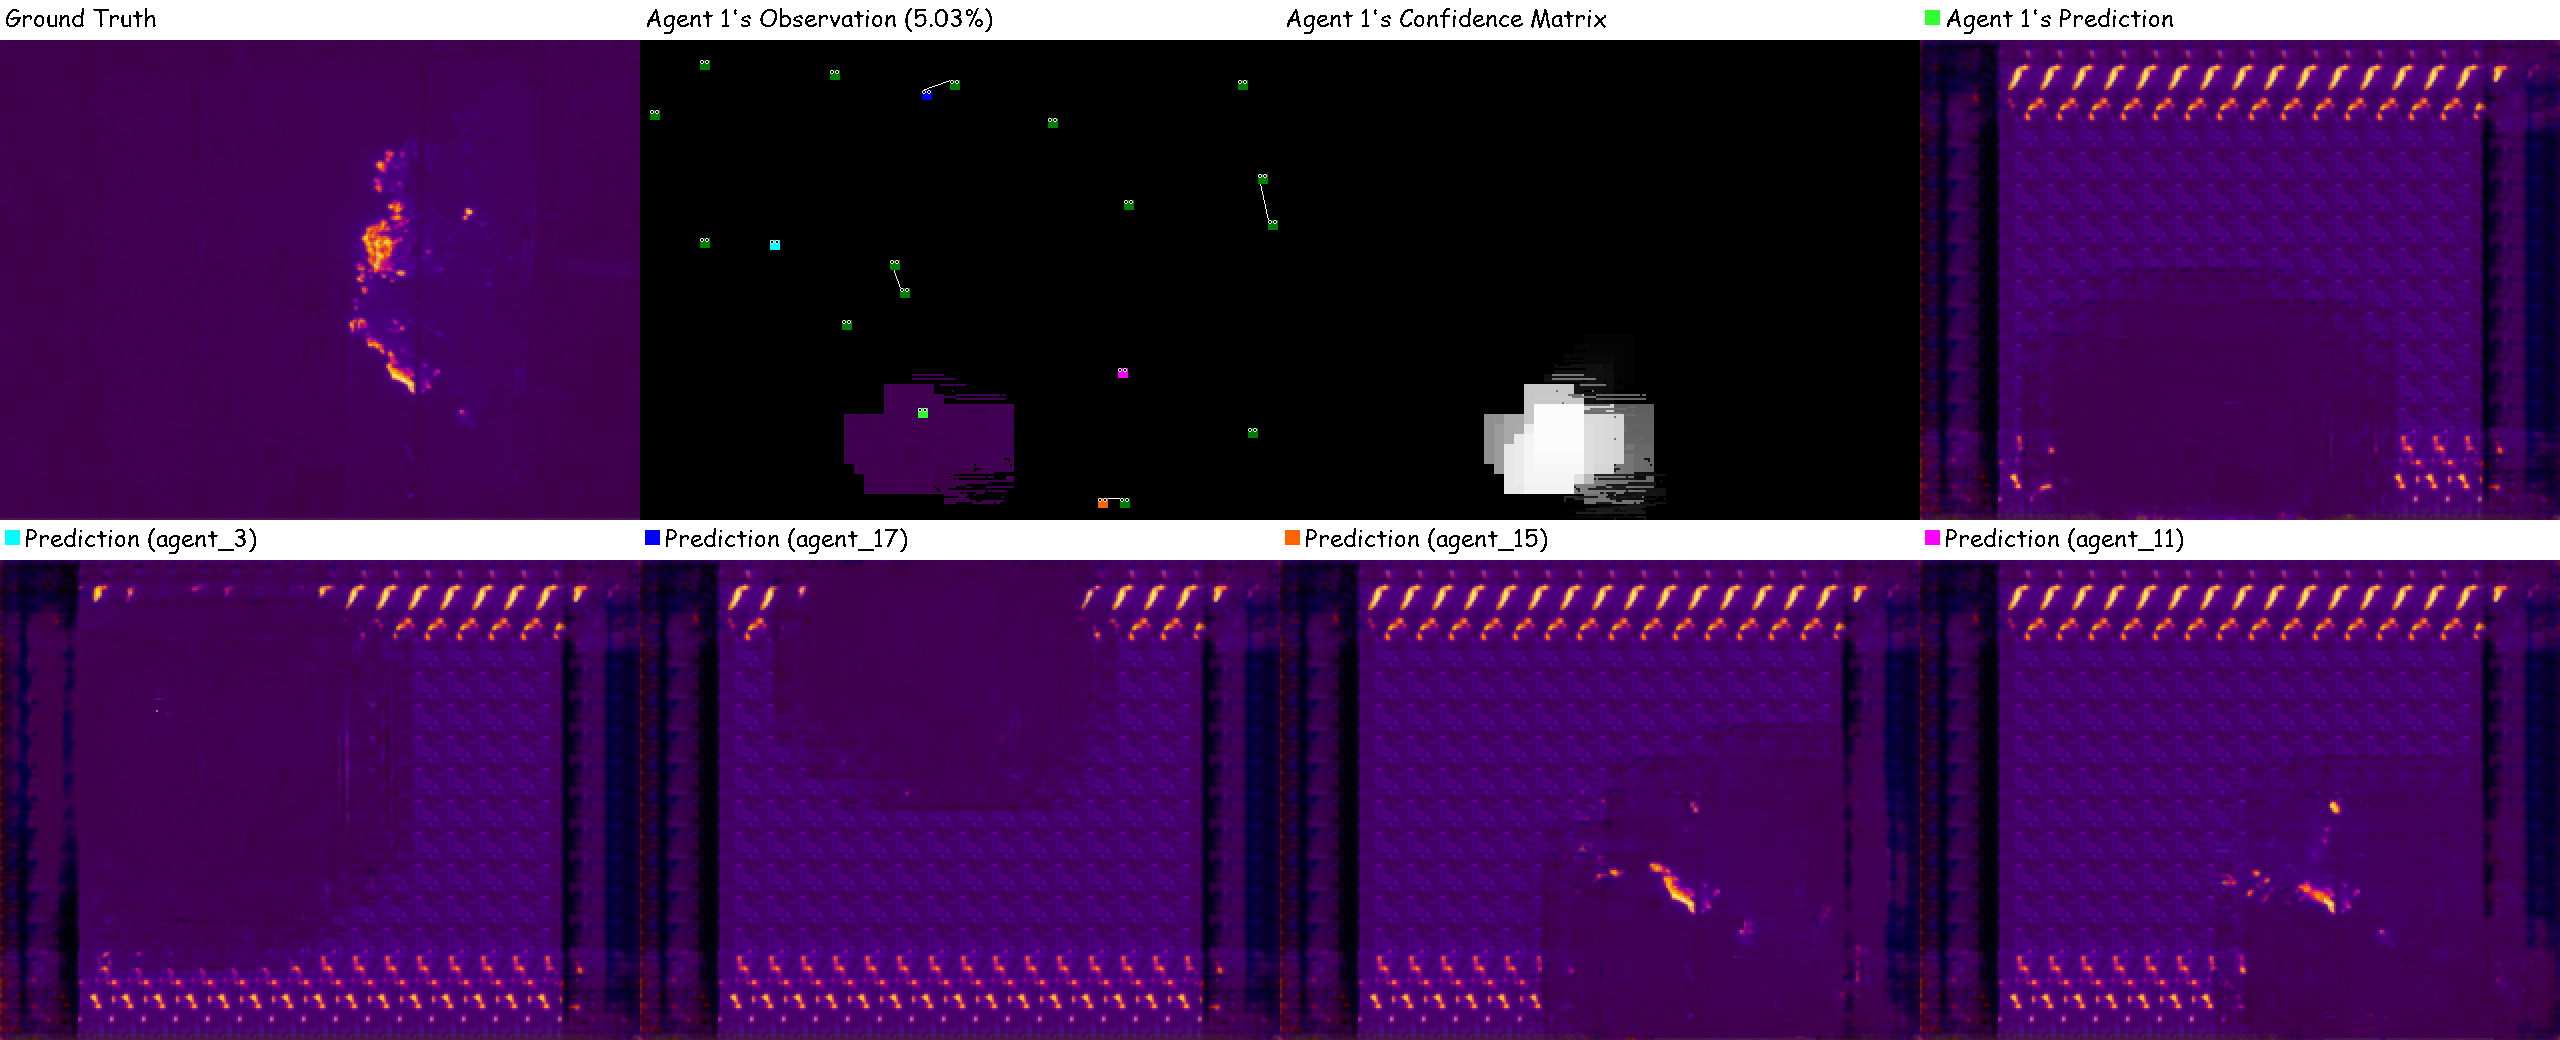 Ground Truth
Agent 1's Observation (5.03%)
Agent 1's Confidence Matrix
Agent 1's Prediction
Prediction (agent_3)
Prediction (agent_17)
Prediction (agent_15)
Prediction (agent_11)